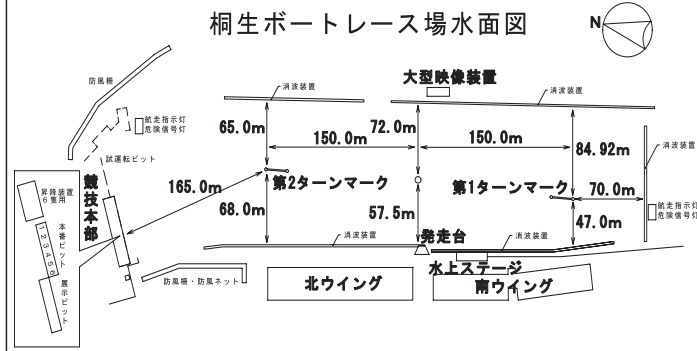 桐生ボートレース場水面図
N
防風柵
消波装置
大型映像装置
消波装置
航走指示灯
危険信号灯
65.0m
72.0m
150.0m
150.0m
84.92m
消波装置
試運転ピット
競技本部
165.0m
第2ターンマーク
第1ターンマーク
70.0m
昇降装置
6隻用
68.0m
57.5m
47.0m
航走指示灯
危険信号灯
本番ピット
1
2
3
4
5
6
展示ピット
消波装置
発走台
消波装置
水上ステージ
防風柵・防風ネット
北ウイング
南ウイング